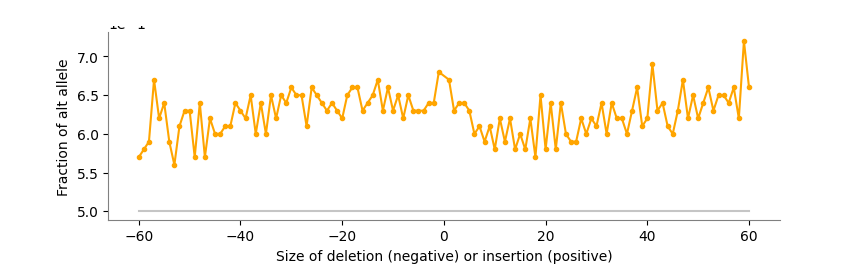 7.0
6.5
6.0
5.5
5.0
Fraction of alt allele
−60 −40 −20 0 20 40 60
Size of deletion (negative) or insertion (positive)